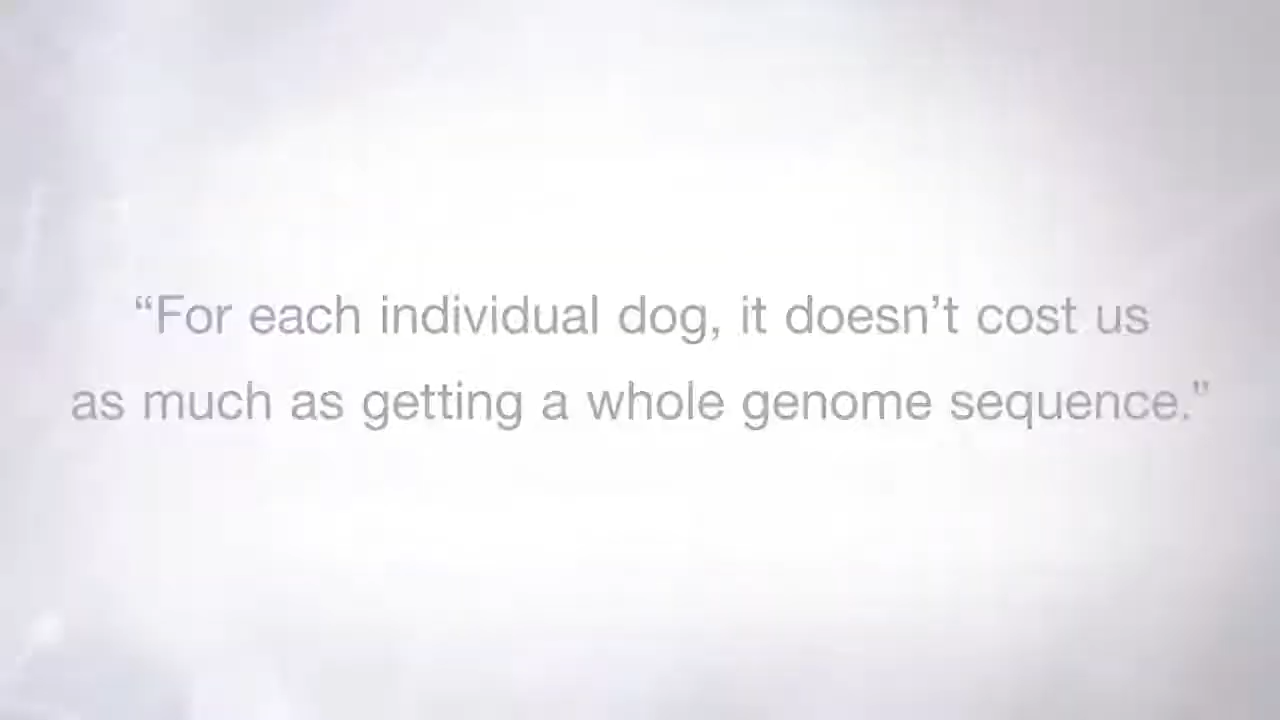 “For each individual dog, it doesn’t cost us
as much as getting a whole genome sequence.”